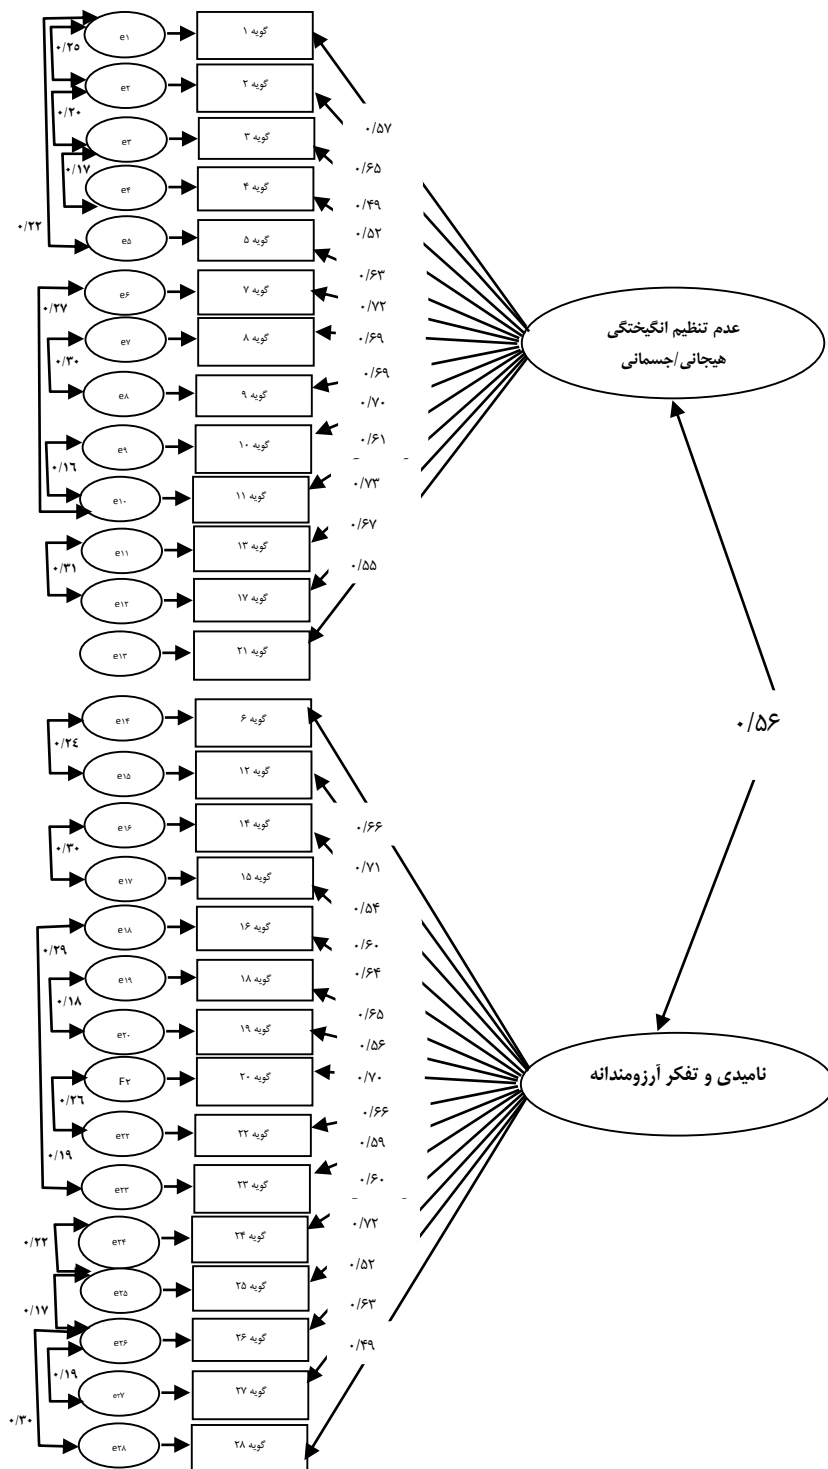 e۱
گویه ۱
۰/۲٥
e۲
گویه ۲
۰/۲۰
۰/۵۷
e۳
گویه ۳
۰/۱۷
۰/۶۵
e۴
گویه ۴
۰/۴۹
۰/۲۲
e۵
گویه ۵
۰/۵۲
e۶
گویه ۷
۰/۶۳
۰/۲۷
۰/۷۲
عدم تنظیم انگیختگی
هیجانی/جسمانی
e۷
گویه ۸
۰/۶۹
۰/۳۰
۰/۶۹
e۸
گویه ۹
۰/۷۰
e۹
گویه ۱۰
۰/۶۱
۰/۱٦
۰/۷۳
e۱۰
گویه ۱۱
۰/۶۷
e۱۱
گویه ۱۳
۰/۳۱
۰/۵۵
e۱۲
گویه ۱۷
e۱۳
گویه ۲۱
۰/۵۶
e۱۴
گویه ۶
۰/۲٤
e۱۵
گویه ۱۲
e۱۶
گویه ۱۴
۰/۶۶
۰/۳۰
۰/۷۱
e۱۷
گویه ۱۵
۰/۵۴
e۱۸
گویه ۱۶
۰/۲۹
۰/۶۰
e۱۹
گویه ۱۸
۰/۶۴
۰/۱۸
۰/۶۵
e۲۰
گویه ۱۹
۰/۵۶
F۲
گویه ۲۰
۰/۷۰
نامیدی و تفکر آرزومندانه
۰/۲٦
۰/۶۶
e۲۲
گویه ۲۲
۰/۵۹
۰/۱۹
e۲۳
گویه ۲۳
۰/۶۰
e۲۴
گویه ۲۴
۰/۷۲
۰/۲۲
۰/۵۲
e۲۵
گویه ۲۵
۰/۱۷
۰/۶۳
e۲۶
گویه ۲۶
۰/۴۹
۰/۱۹
e۲۷
گویه ۲۷
۰/۳۰
e۲۸
گویه ۲۸